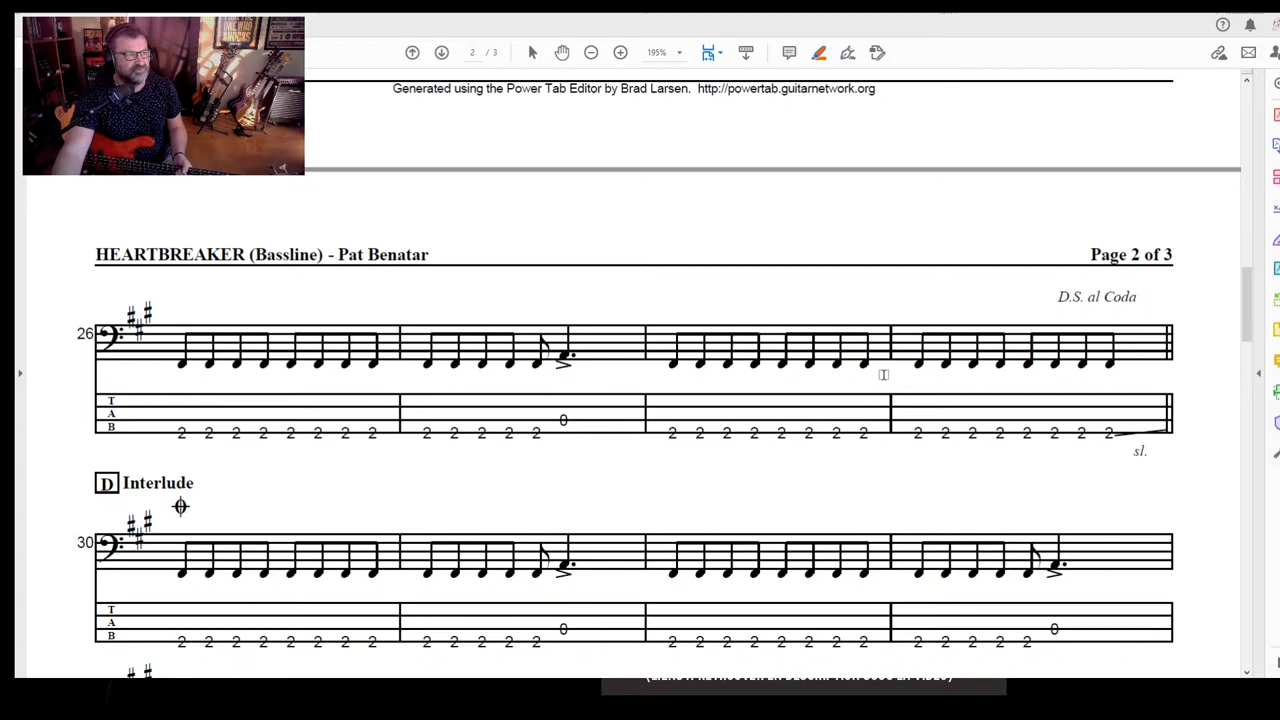 THE
ONE WHO
KNOCKS
2 / 3
195%
Generated using the Power Tab Editor by Brad Larsen. http://powertab.guitarnetwork.org
HEARTBREAKER (Bassline) - Pat Benatar
Page 2 of 3
D.S. al Coda
26
T
A
B
2 2 2 2 2 2 2 2 2 2 2 2 2 0 2 2 2 2 2 2 2 2 2 2 2 2 2 2 2 2
sl.
D Interlude
30
T
A
B
2 2 2 2 2 2 2 2 2 2 2 2 2 0 2 2 2 2 2 2 2 2 2 2 2 2 2 0